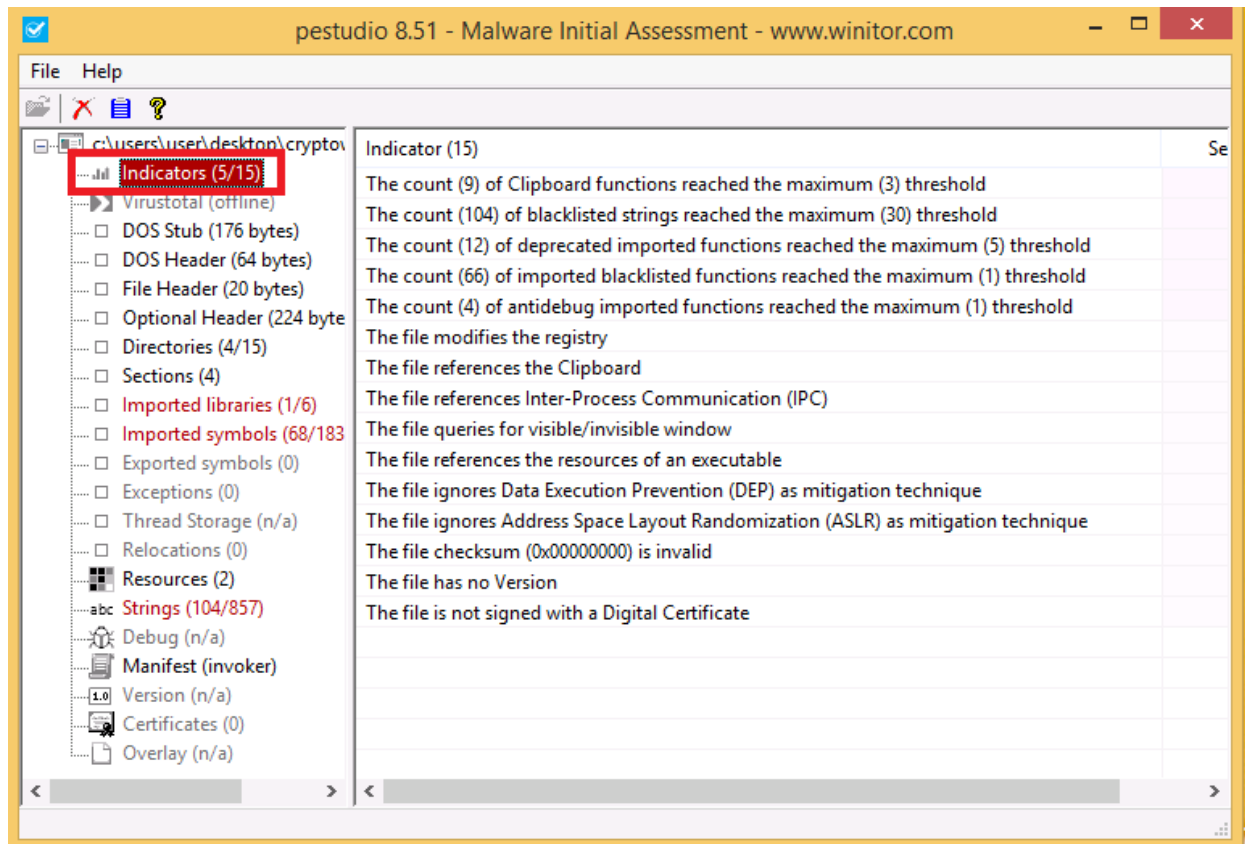 pestudio 8.51 - Malware Initial Assessment - www.winitor.com
File Help
c:\users\user\desktop\cryptow
Indicators (5/15)
Virustotal (offline)
DOS Stub (176 bytes)
DOS Header (64 bytes)
File Header (20 bytes)
Optional Header (224 byte
Directories (4/15)
Sections (4)
Imported libraries (1/6)
Imported symbols (68/183
Exported symbols (0)
Exceptions (0)
Thread Storage (n/a)
Relocations (0)
Resources (2)
abc Strings (104/857)
Debug (n/a)
Manifest (invoker)
1.0 Version (n/a)
Certificates (0)
Overlay (n/a)
Indicator (15) Se
The count (9) of Clipboard functions reached the maximum (3) threshold
The count (104) of blacklisted strings reached the maximum (30) threshold
The count (12) of deprecated imported functions reached the maximum (5) threshold
The count (66) of imported blacklisted functions reached the maximum (1) threshold
The count (4) of antidebug imported functions reached the maximum (1) threshold
The file modifies the registry
The file references the Clipboard
The file references Inter-Process Communication (IPC)
The file queries for visible/invisible window
The file references the resources of an executable
The file ignores Data Execution Prevention (DEP) as mitigation technique
The file ignores Address Space Layout Randomization (ASLR) as mitigation technique
The file checksum (0x00000000) is invalid
The file has no Version
The file is not signed with a Digital Certificate